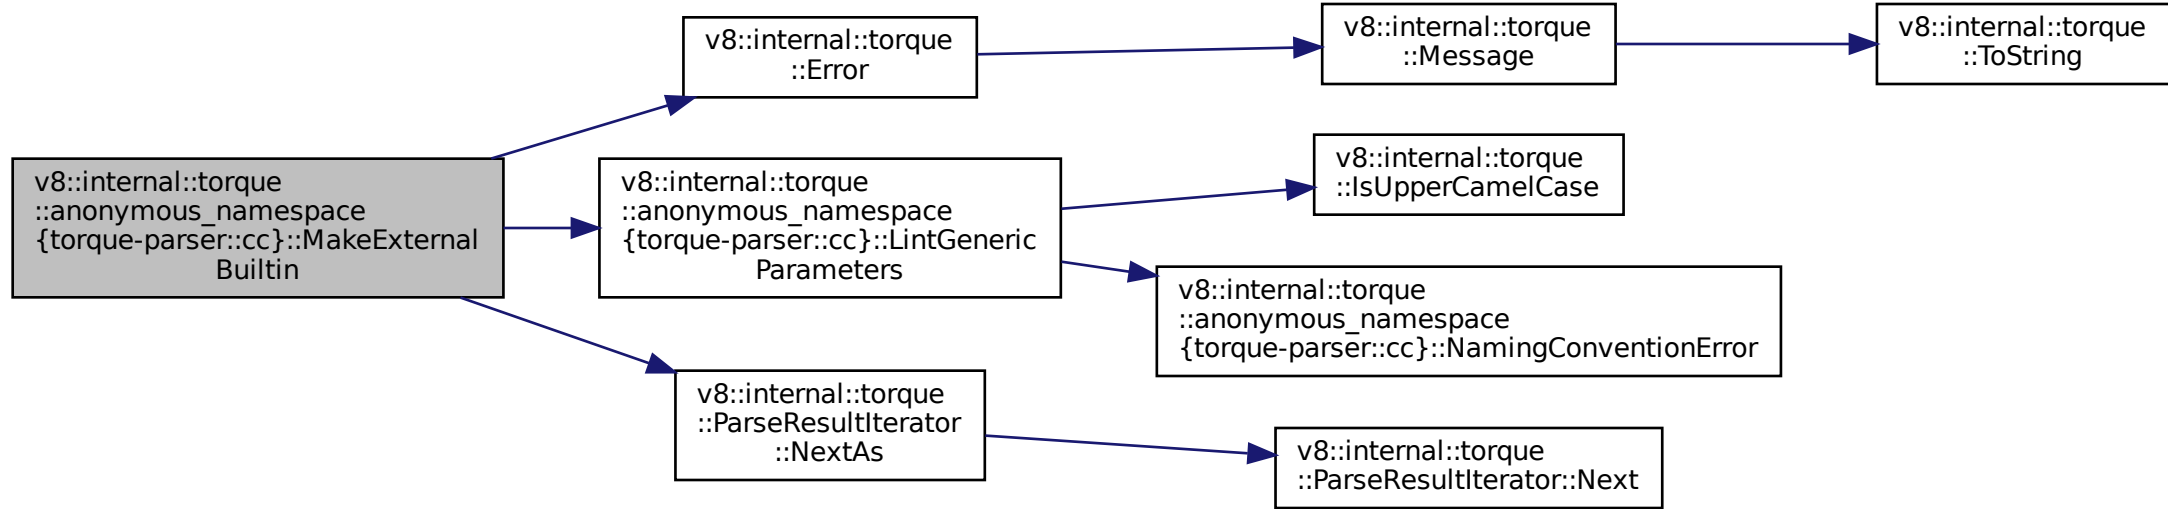 v8::internal::torque
::anonymous_namespace
{torque-parser::cc}::MakeExternal
Builtin
v8::internal::torque
::Error
v8::internal::torque
::Message
v8::internal::torque
::ToString
v8::internal::torque
::anonymous_namespace
{torque-parser::cc}::LintGeneric
Parameters
v8::internal::torque
::IsUpperCamelCase
v8::internal::torque
::anonymous_namespace
{torque-parser::cc}::NamingConventionError
v8::internal::torque
::ParseResultIterator
::NextAs
v8::internal::torque
::ParseResultIterator::Next